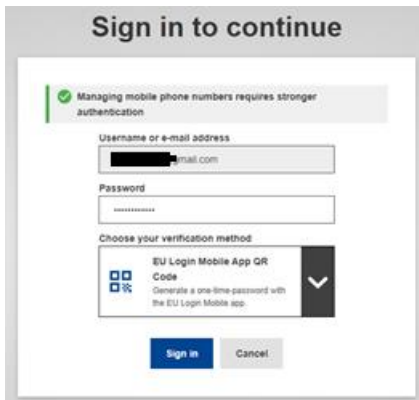 Sign in to continue
Managing mobile phone numbers requires stronger
authentication
Username or e-mail address
gmail.com
Password
Choose your verification method
EU Login Mobile App QR
Code
Generate a one-time-password with
the EU Login Mobile app.
Sign in
Cancel